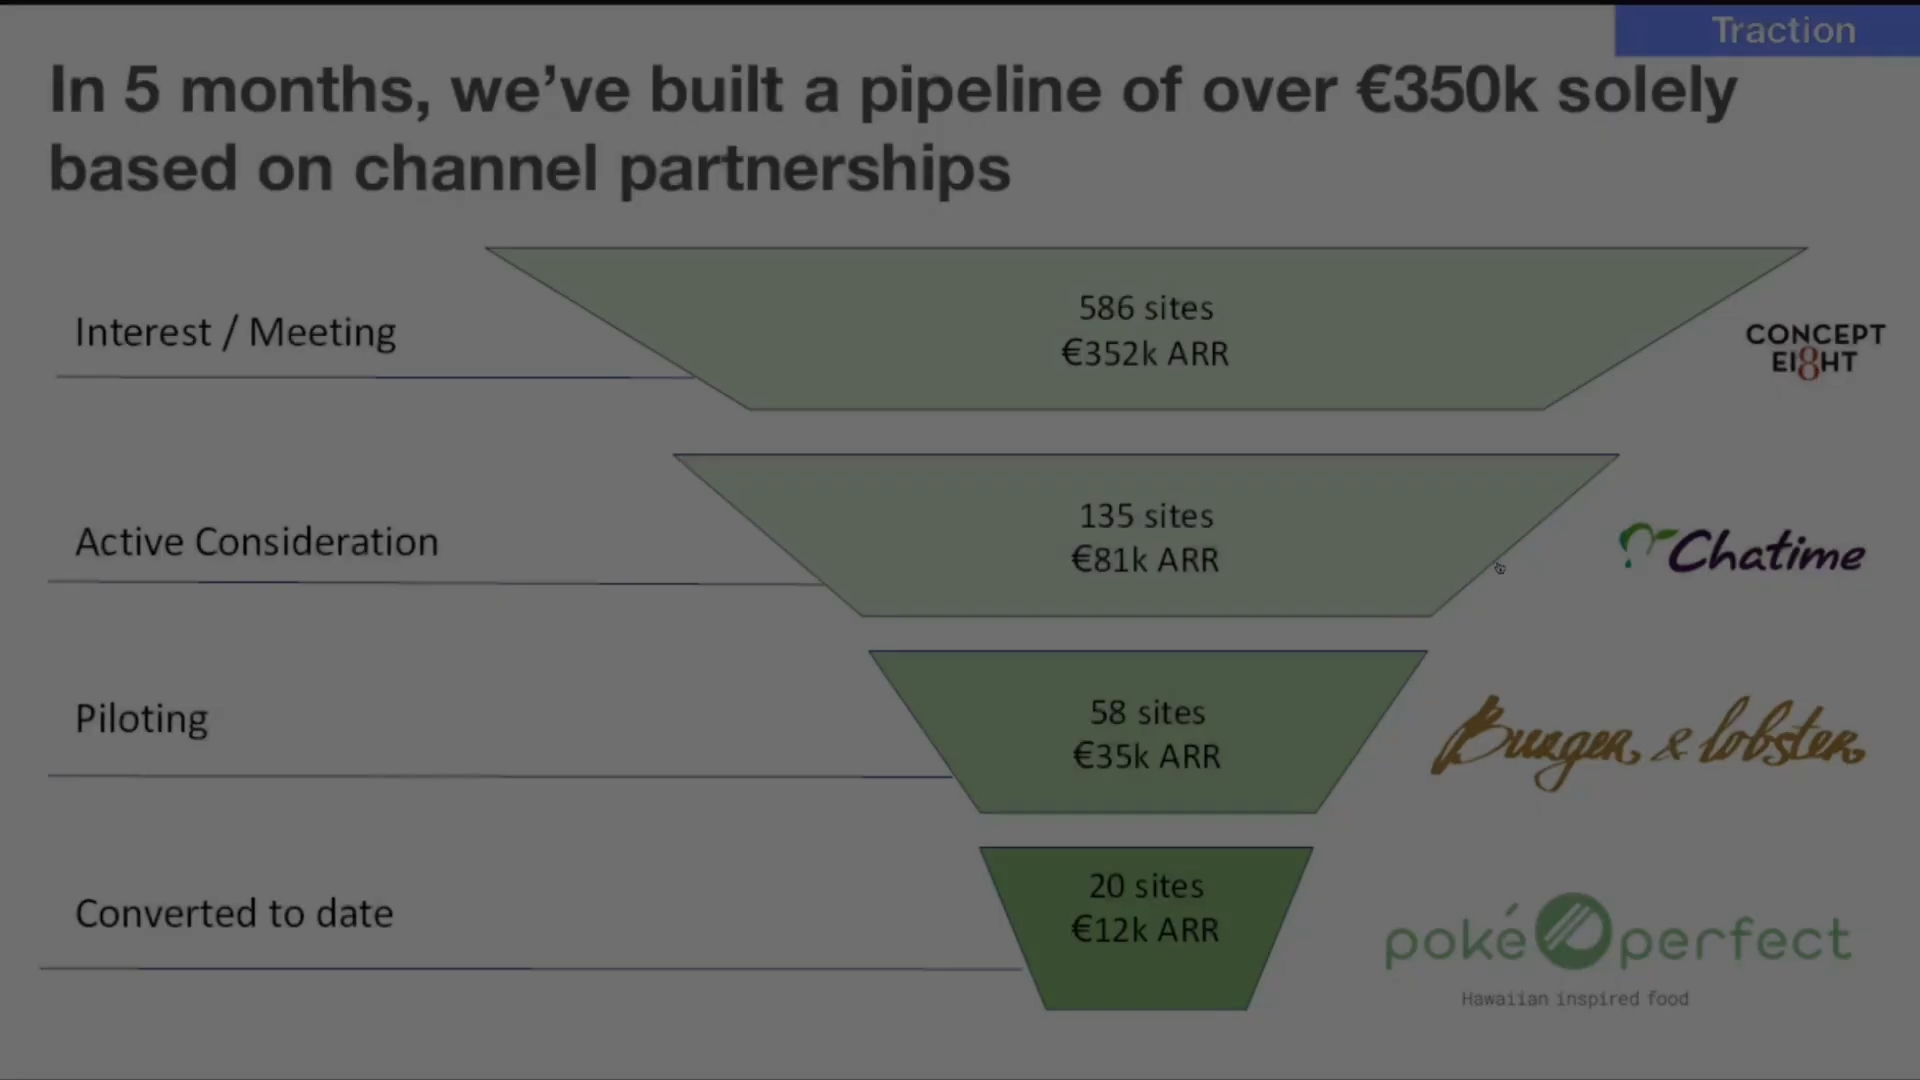 Traction
In 5 months, we’ve built a pipeline of over €350k solely
based on channel partnerships
Interest / Meeting
586 sites
€352k ARR
CONCEPT
EI8HT
Active Consideration
135 sites
€81k ARR
Chatime
Piloting
58 sites
€35k ARR
Burger & lobster
Converted to date
20 sites
€12k ARR
poké perfect
Hawaiian inspired food